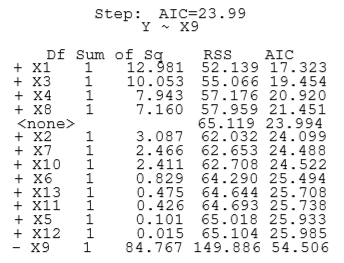 Step:  AIC=23.99
Y ~ X9
Df Sum of Sq RSS AIC
+ X1 1 12.981 52.139 17.323
+ X3 1 10.053 55.066 19.454
+ X4 1 7.943 57.176 20.920
+ X8 1 7.160 57.959 21.451
<none> 65.119 23.994
+ X2 1 3.087 62.032 24.099
+ X7 1 2.466 62.653 24.488
+ X10 1 2.411 62.708 24.522
+ X6 1 0.829 64.290 25.494
+ X13 1 0.475 64.644 25.708
+ X11 1 0.426 64.693 25.738
+ X5 1 0.101 65.018 25.933
+ X12 1 0.015 65.104 25.985
- X9 1 84.767 149.886 54.506